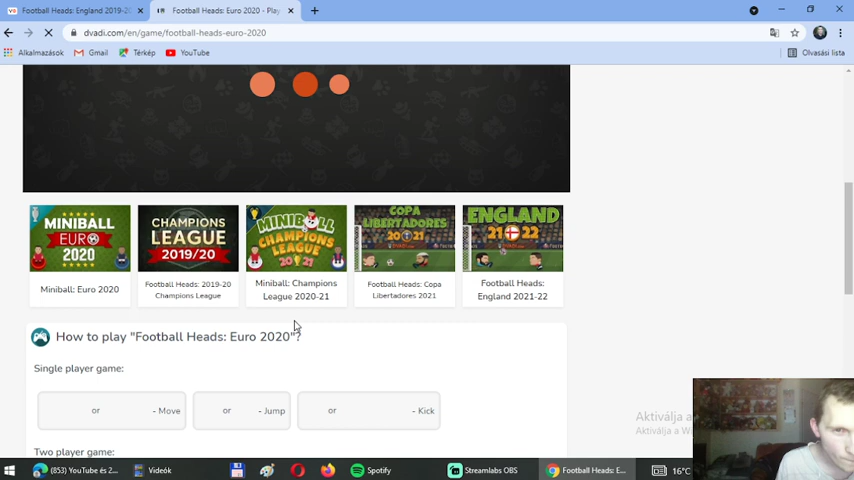 Football Heads: England 2019-20
Football Heads: Euro 2020 - Play
dvadi.com/en/game/football-heads-euro-2020
Alkalmazások
Gmail
Térkép
YouTube
Olvasási lista
MINIBALL
EURO
2020
CHAMPIONS
LEAGUE
2019/20
MINIBALL
CHAMPIONS
LEAGUE
2021
COPA
LIBERTADORES
2021
ENGLAND
21 22
Miniball: Euro 2020
Football Heads: 2019-20
Champions League
Miniball: Champions
League 2020-21
Football Heads: Copa
Libertadores 2021
Football Heads:
England 2021-22
How to play "Football Heads: Euro 2020"?
Single player game:
or - Move
or - Jump
or - Kick
Two player game:
Aktiválja a
Aktiválja a W
(853) YouTube és 2...
Videók
Spotify
Streamlabs OBS
Football Heads: E...
16°C